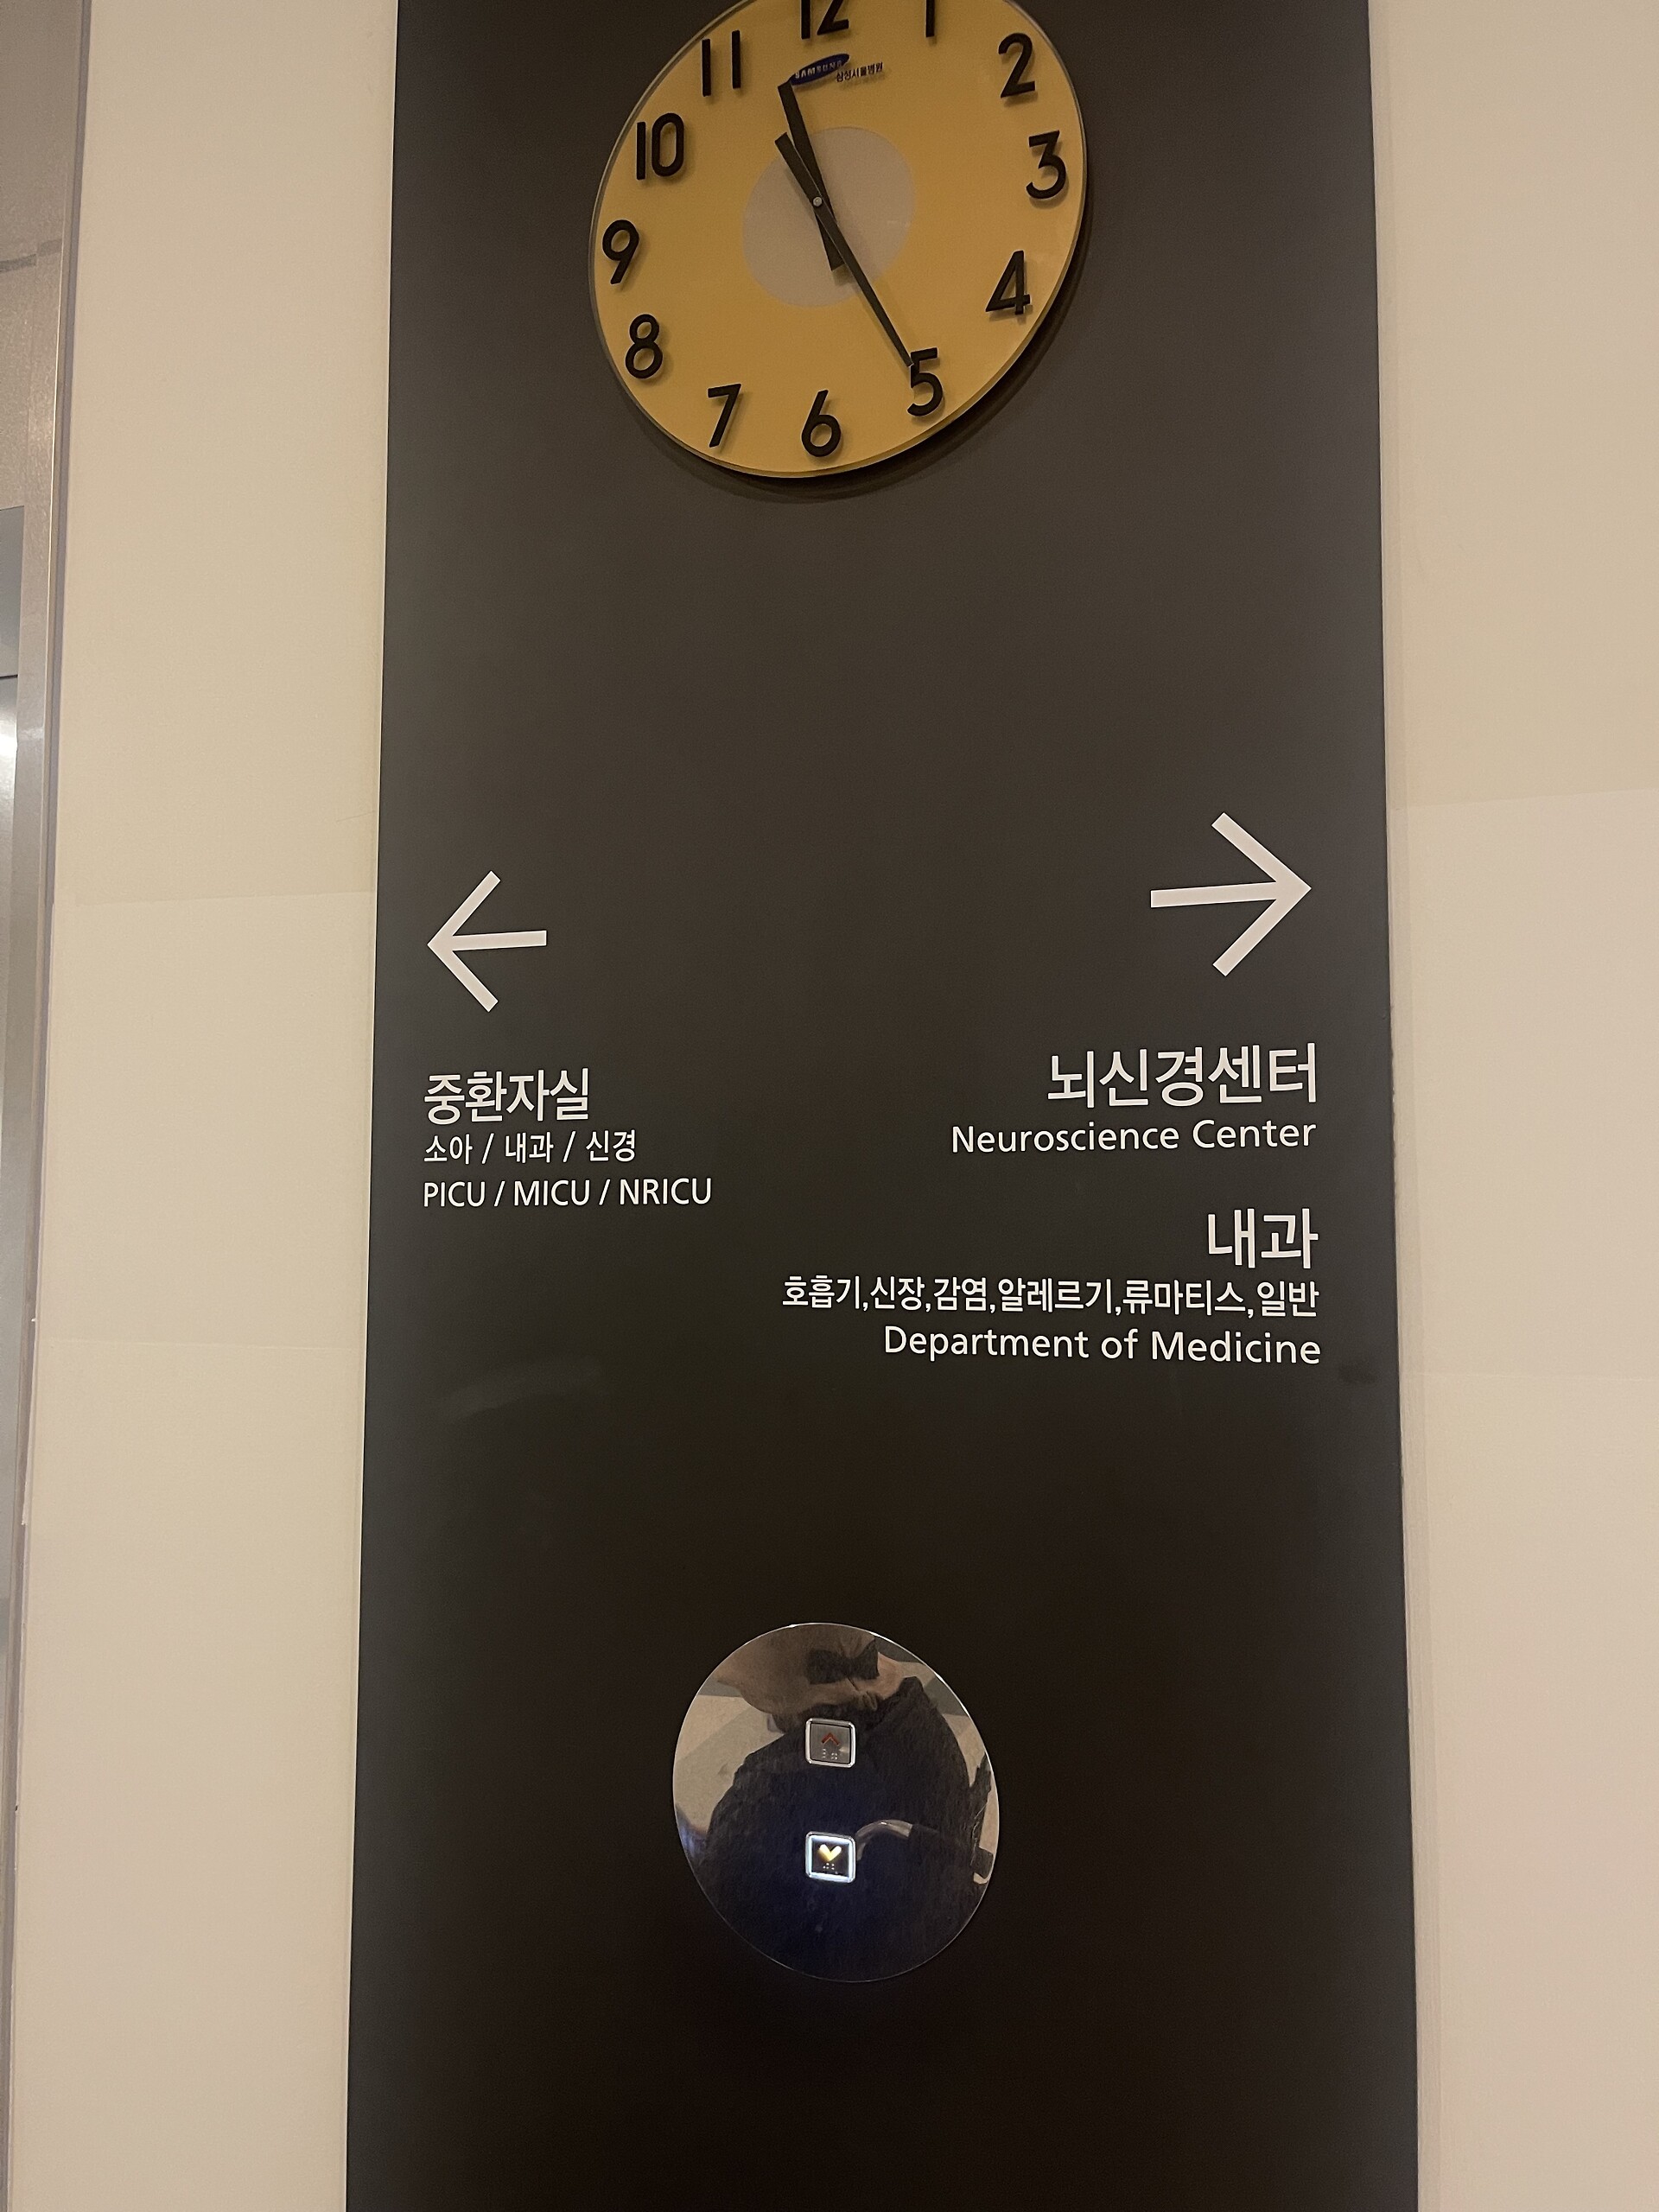 12
1
2
3
4
5
6
7
8
9
10
11
SAMSUNG 삼성서울병원
중환자실
소아 / 내과 / 신경
PICU / MICU / NRICU
뇌신경센터
Neuroscience Center
내과
호흡기,신장,감염,알레르기,류마티스,일반
Department of Medicine